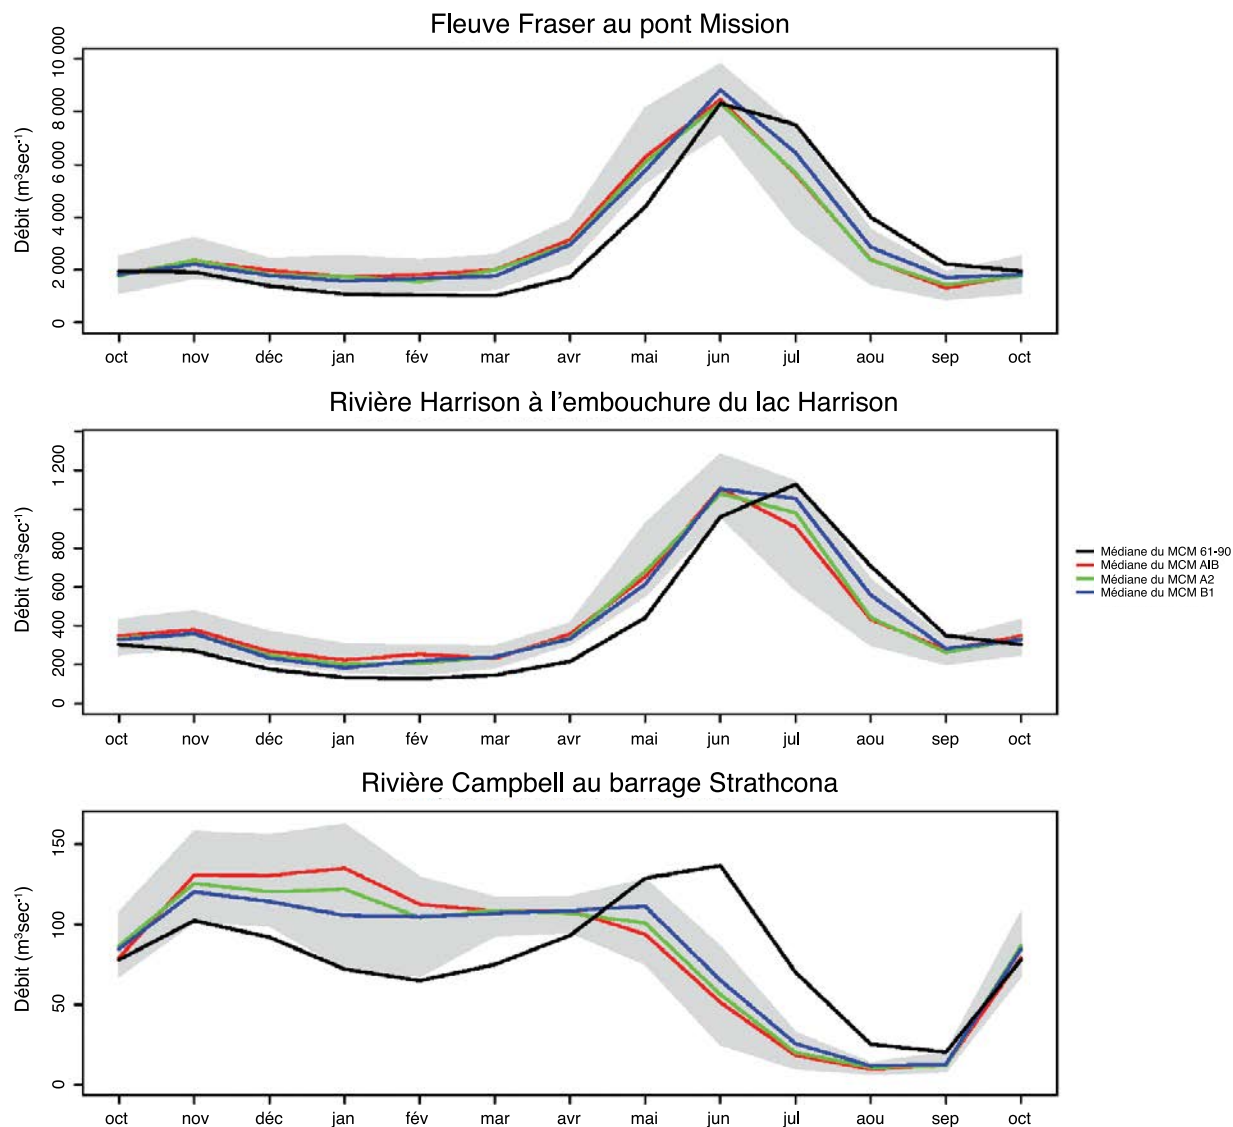 Fleuve Fraser au pont Mission
Débit (m³sec⁻¹)
10 000
8 000
6 000
4 000
2 000
0
oct nov déc jan fév mar avr mai jun jul aou sep oct
Rivière Harrison à l'embouchure du lac Harrison
Débit (m³sec⁻¹)
1 200
800
600
400
200
0
oct nov déc jan fév mar avr mai jun jul aou sep oct
Médiane du MCM 61-90
Médiane du MCM AIB
Médiane du MCM A2
Médiane du MCM B1
Rivière Campbell au barrage Strathcona
Débit (m³sec⁻¹)
150
100
50
0
oct nov déc jan fév mar avr mai jun jul aou sep oct